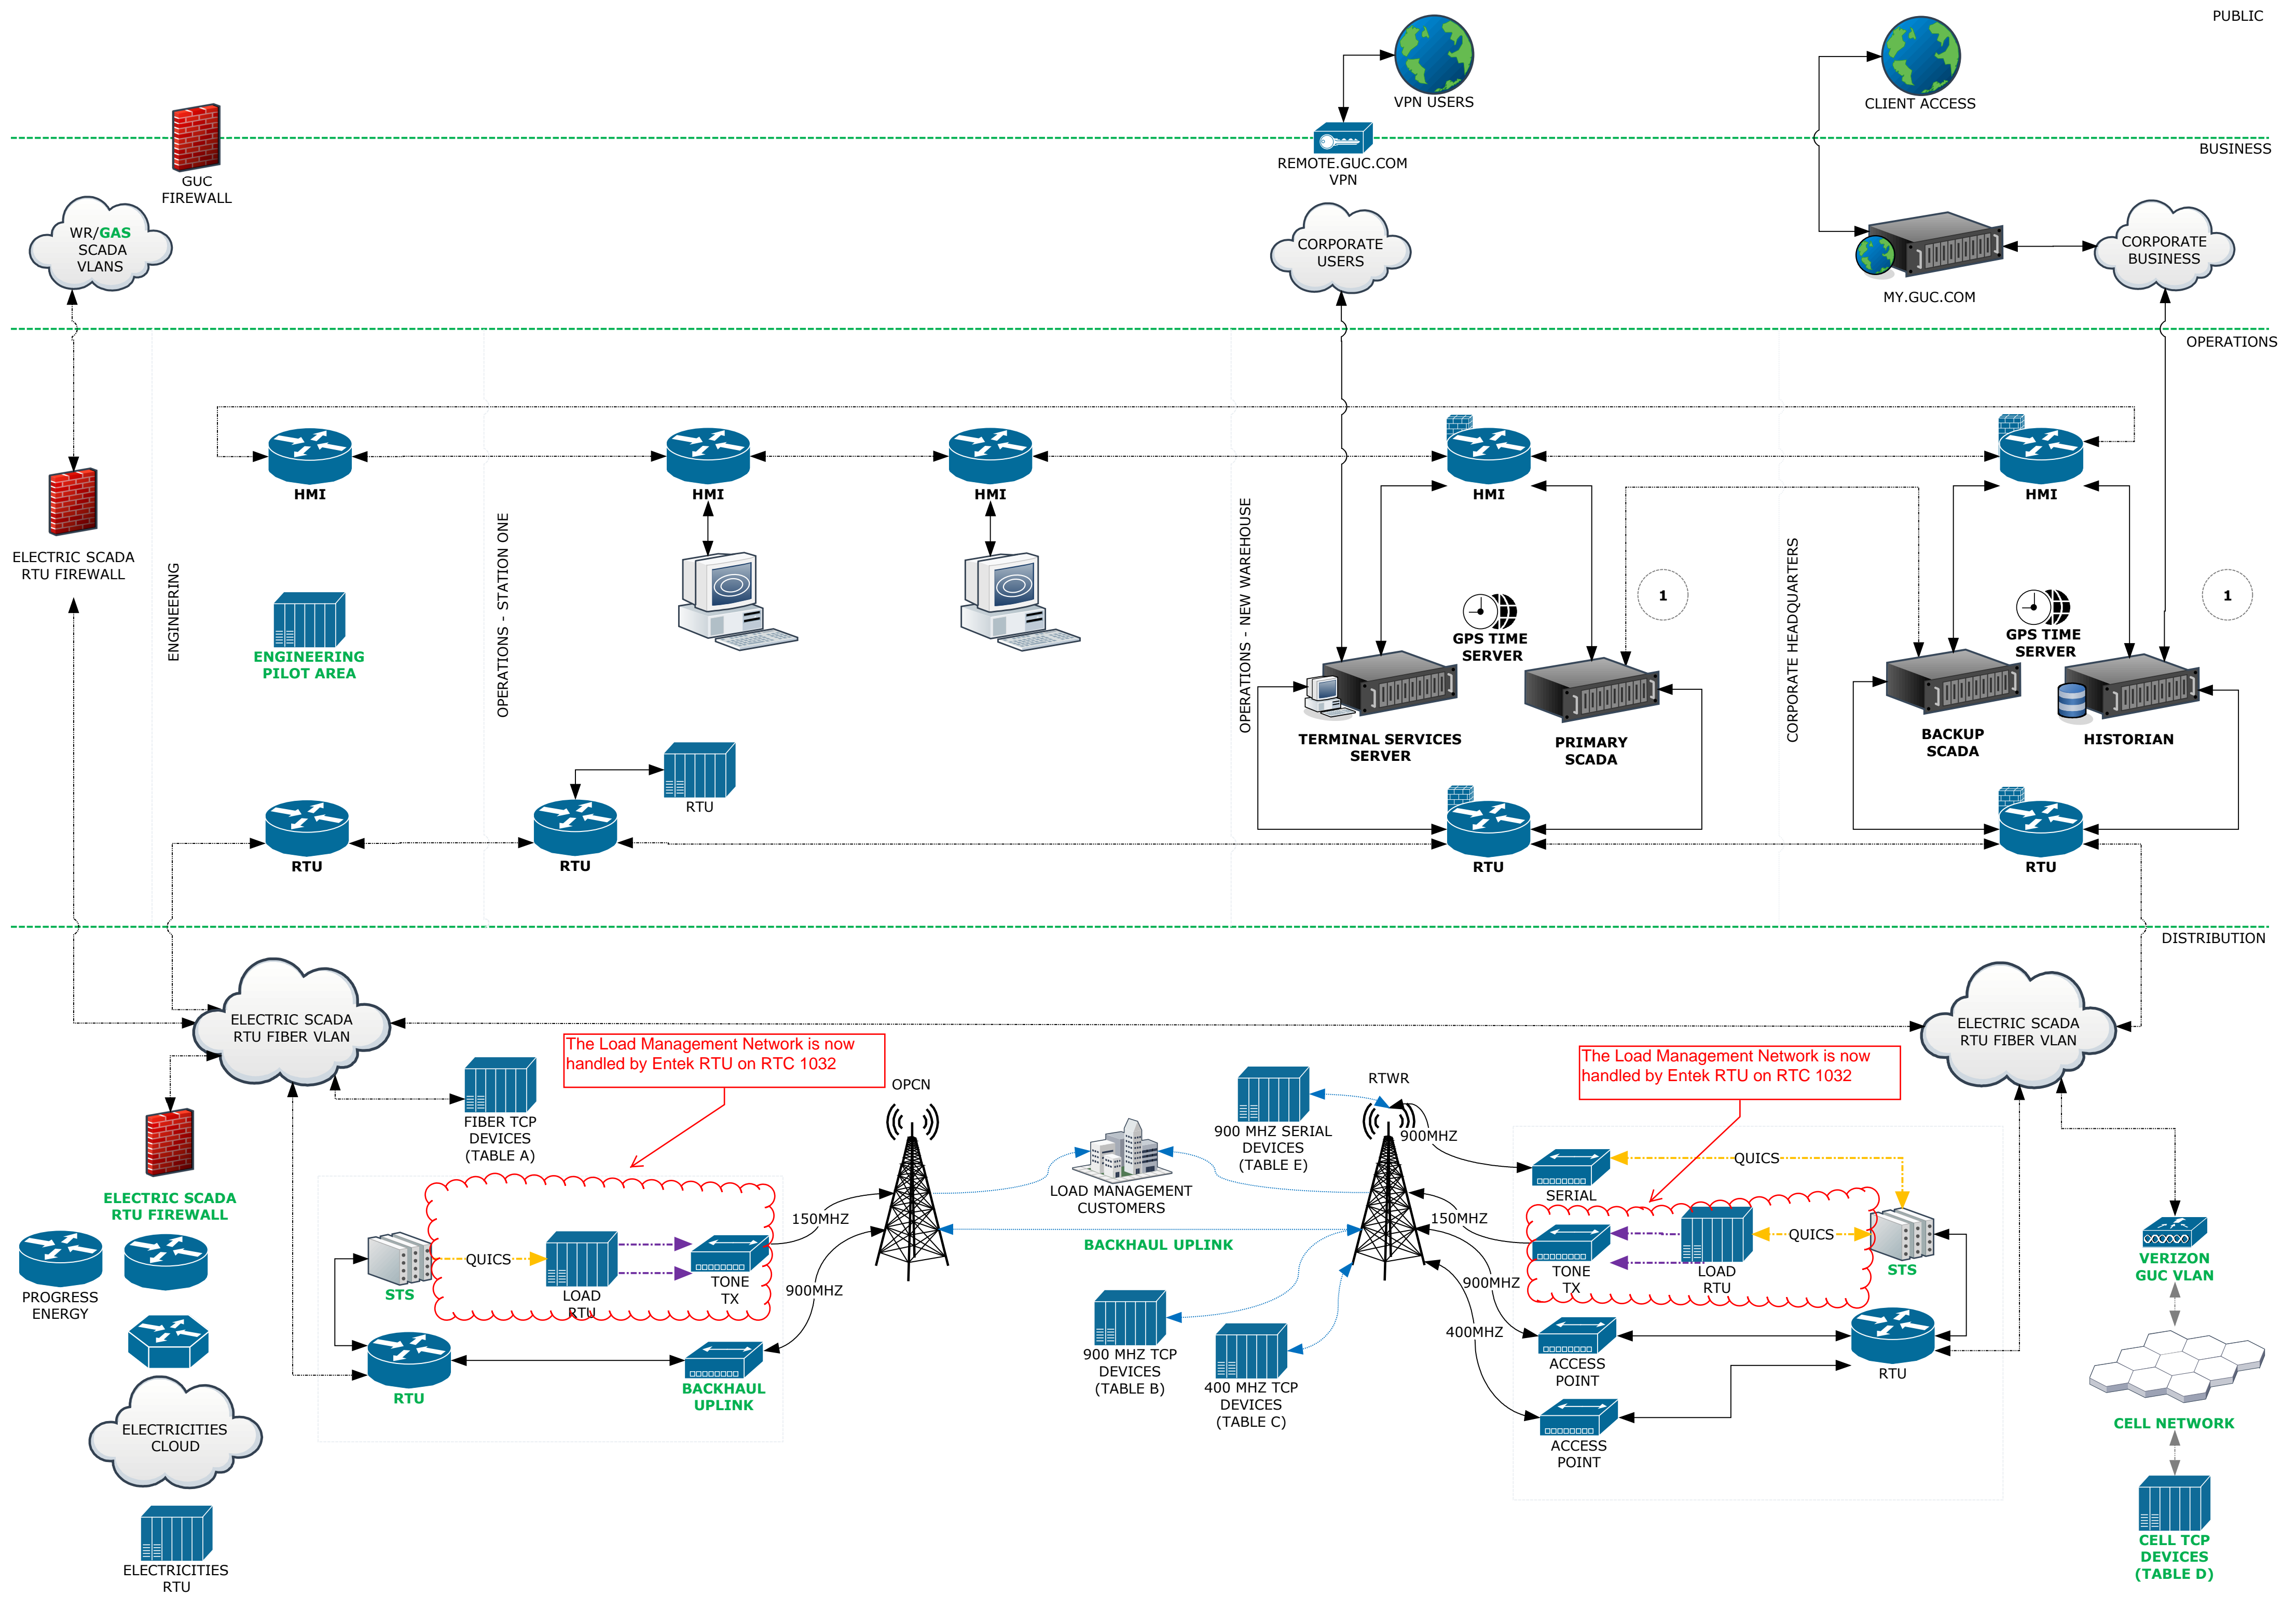 PUBLIC
VPN USERS
CLIENT ACCESS
BUSINESS
REMOTE.GUC.COM
VPN
GUC
FIREWALL
WR/GAS
SCADA
VLANS
CORPORATE
USERS
CORPORATE
BUSINESS
MY.GUC.COM
OPERATIONS
HMI
HMI
HMI
HMI
HMI
ELECTRIC SCADA
RTU FIREWALL
ENGINEERING
OPERATIONS - STATION ONE
OPERATIONS - NEW WAREHOUSE
CORPORATE HEADQUARTERS
1
1
GPS TIME
SERVER
GPS TIME
SERVER
ENGINEERING
PILOT AREA
TERMINAL SERVICES
SERVER
PRIMARY
SCADA
BACKUP
SCADA
HISTORIAN
RTU
RTU
RTU
RTU
RTU
DISTRIBUTION
ELECTRIC SCADA
RTU FIBER VLAN
ELECTRIC SCADA
RTU FIBER VLAN
The Load Management Network is now
handled by Entek RTU on RTC 1032
The Load Management Network is now
handled by Entek RTU on RTC 1032
OPCN
RTWR
FIBER TCP
DEVICES
(TABLE A)
900 MHZ SERIAL
DEVICES
(TABLE E)
900MHZ
QUICS
SERIAL
LOAD MANAGEMENT
CUSTOMERS
ELECTRIC SCADA
RTU FIREWALL
150MHZ
150MHZ
BACKHAUL UPLINK
QUICS
QUICS
STS
LOAD
RTU
TONE
TX
900MHZ
900MHZ
TONE
TX
LOAD
RTU
STS
VERIZON
GUC VLAN
PROGRESS
ENERGY
400MHZ
900 MHZ TCP
DEVICES
(TABLE B)
400 MHZ TCP
DEVICES
(TABLE C)
ACCESS
POINT
RTU
RTU
BACKHAUL
UPLINK
ELECTRICITIES
CLOUD
CELL NETWORK
ACCESS
POINT
ELECTRICITIES
RTU
CELL TCP
DEVICES
(TABLE D)